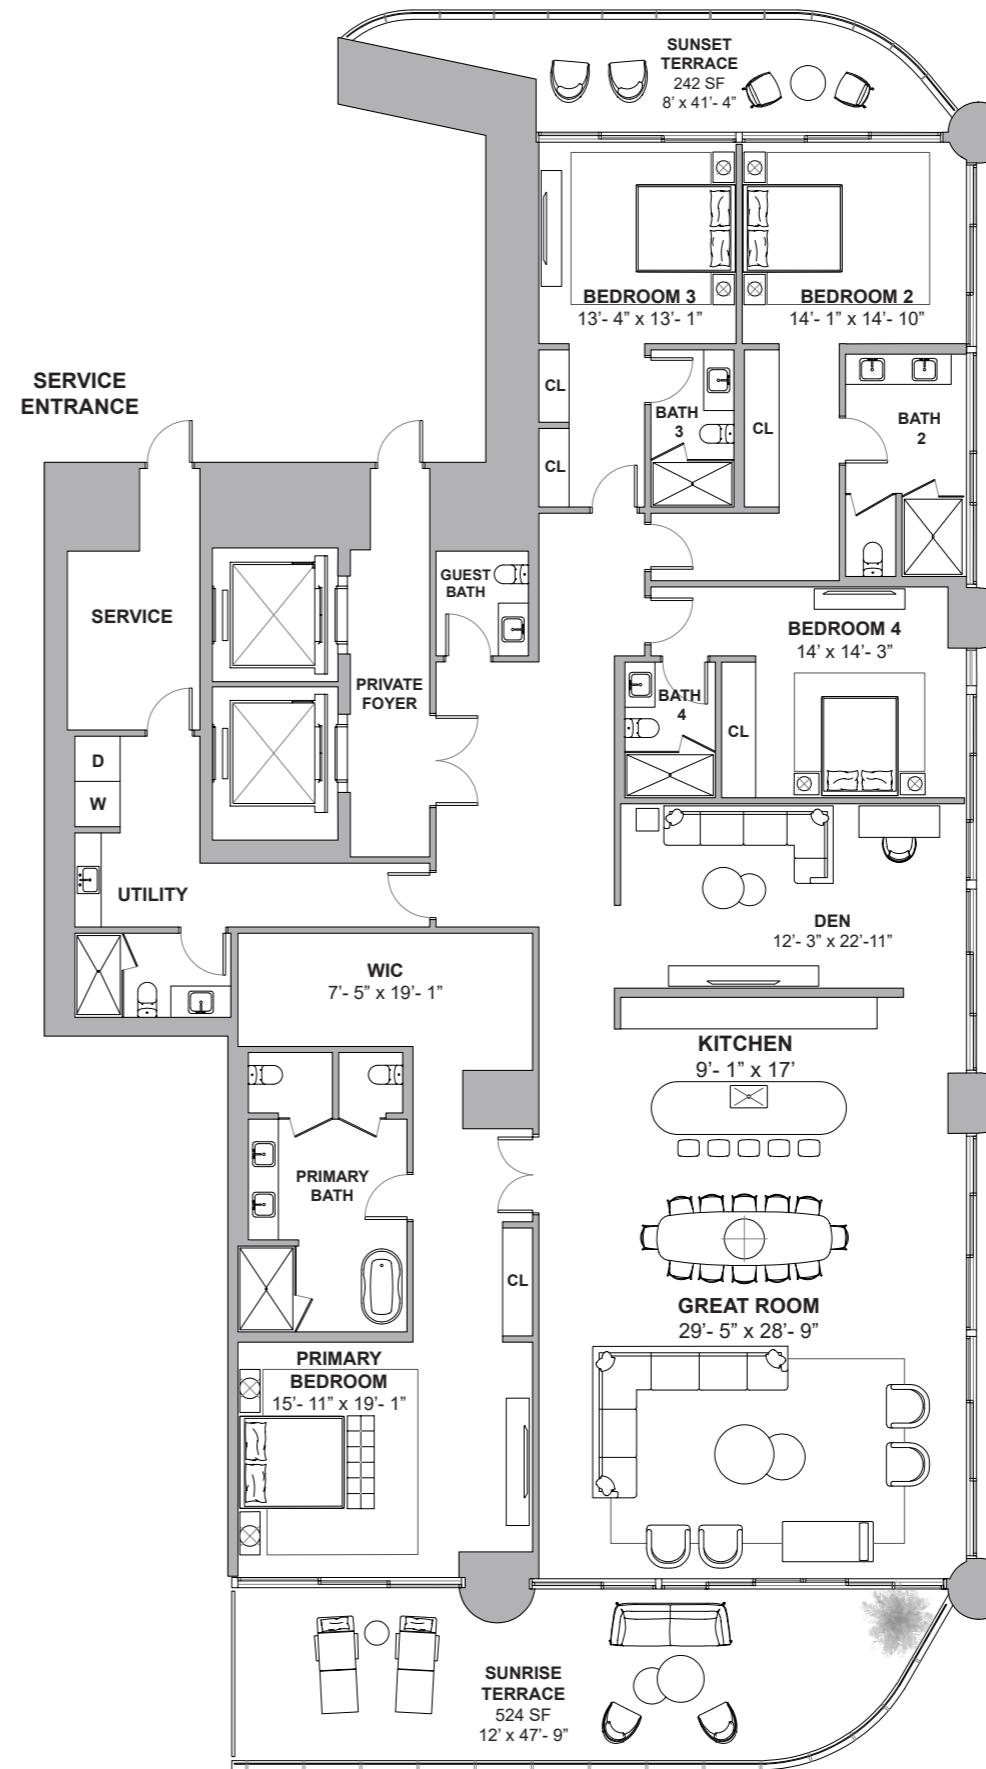 SUNSET
TERRACE
242 SF
8' x 41'- 4”
BEDROOM 3
13'- 4” x 13'- 1”
BEDROOM 2
14'- 1” x 14'- 10”
SERVICE
ENTRANCE
CL
BATH
3
CL
BATH
2
CL
GUEST
BATH
SERVICE
BEDROOM 4
14’ x 14’- 3”
PRIVATE
FOYER
BATH
4
CL
D
W
UTILITY
DEN
12’- 3” x 22’-11”
WIC
7’- 5” x 19’- 1”
KITCHEN
9’- 1” x 17’
PRIMARY
BATH
CL
GREAT ROOM
29’- 5” x 28’- 9”
PRIMARY
BEDROOM
15’- 11” x 19’- 1”
SUNRISE
TERRACE
524 SF
12’ x 47’- 9”